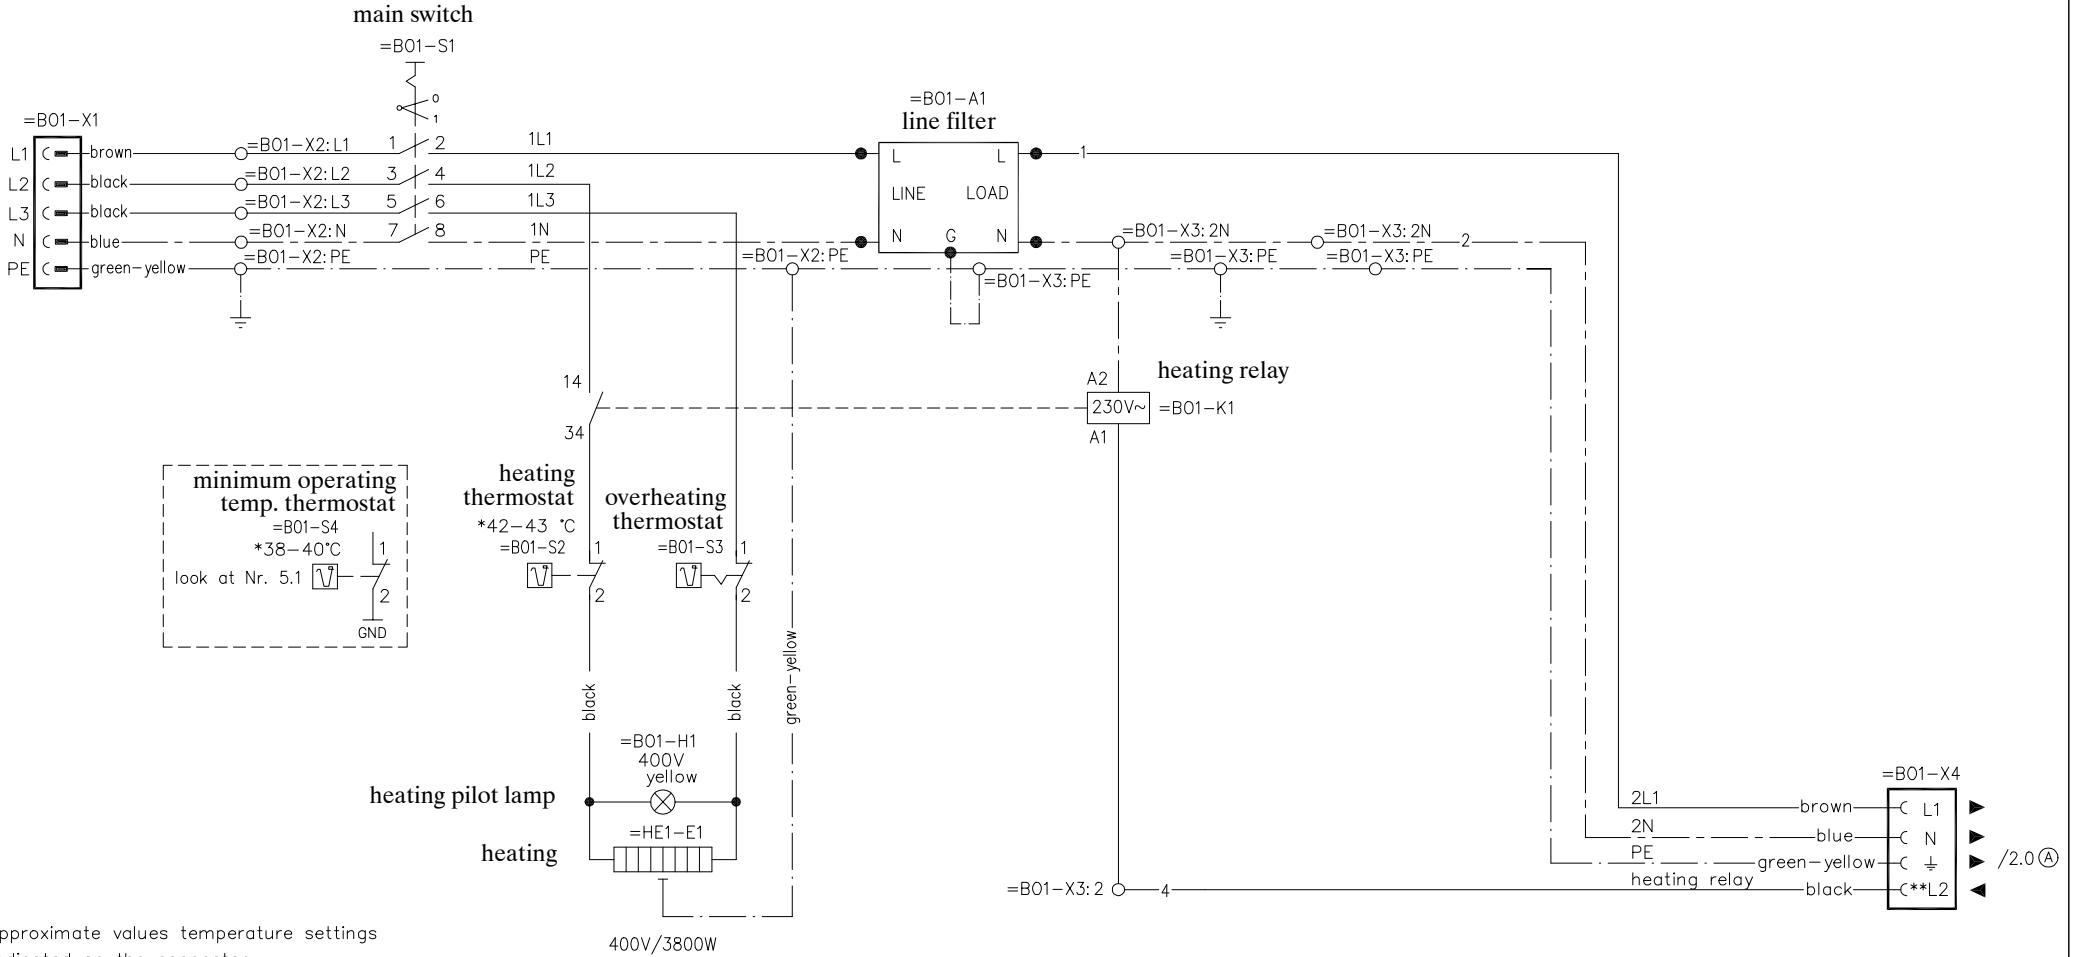 main switch
=B01-S1
0
1
=B01-X1
L1 brown =B01-X2:L1 1 2 1L1
L2 black =B01-X2:L2 3 4 1L2
L3 black =B01-X2:L3 5 6 1L3
N blue =B01-X2:N 7 8 1N
PE green-yellow =B01-X2:PE PE =B01-X2:PE
=B01-A1
line filter
L L 1
LINE LOAD
N G N
=B01-X3:2N =B01-X3:2N 2
=B01-X3:PE =B01-X3:PE =B01-X3:PE
14
34
A2 heating relay
230V~ =B01-K1
A1
minimum operating
temp. thermostat
=B01-S4
*38-40°C 1
look at Nr. 5.1
2
GND
heating
thermostat
*42-43 °C
=B01-S2 1
2
overheating
thermostat
=B01-S3 1
2
black
black
green-yellow
=B01-H1
400V
yellow
heating pilot lamp
=HE1-E1
heating
400V/3800W
=B01-X3:2 4
=B01-X4
2L1 brown L1
2N blue N
PE green-yellow /2.0 A
heating relay black **L2
pproximate values temperature settings